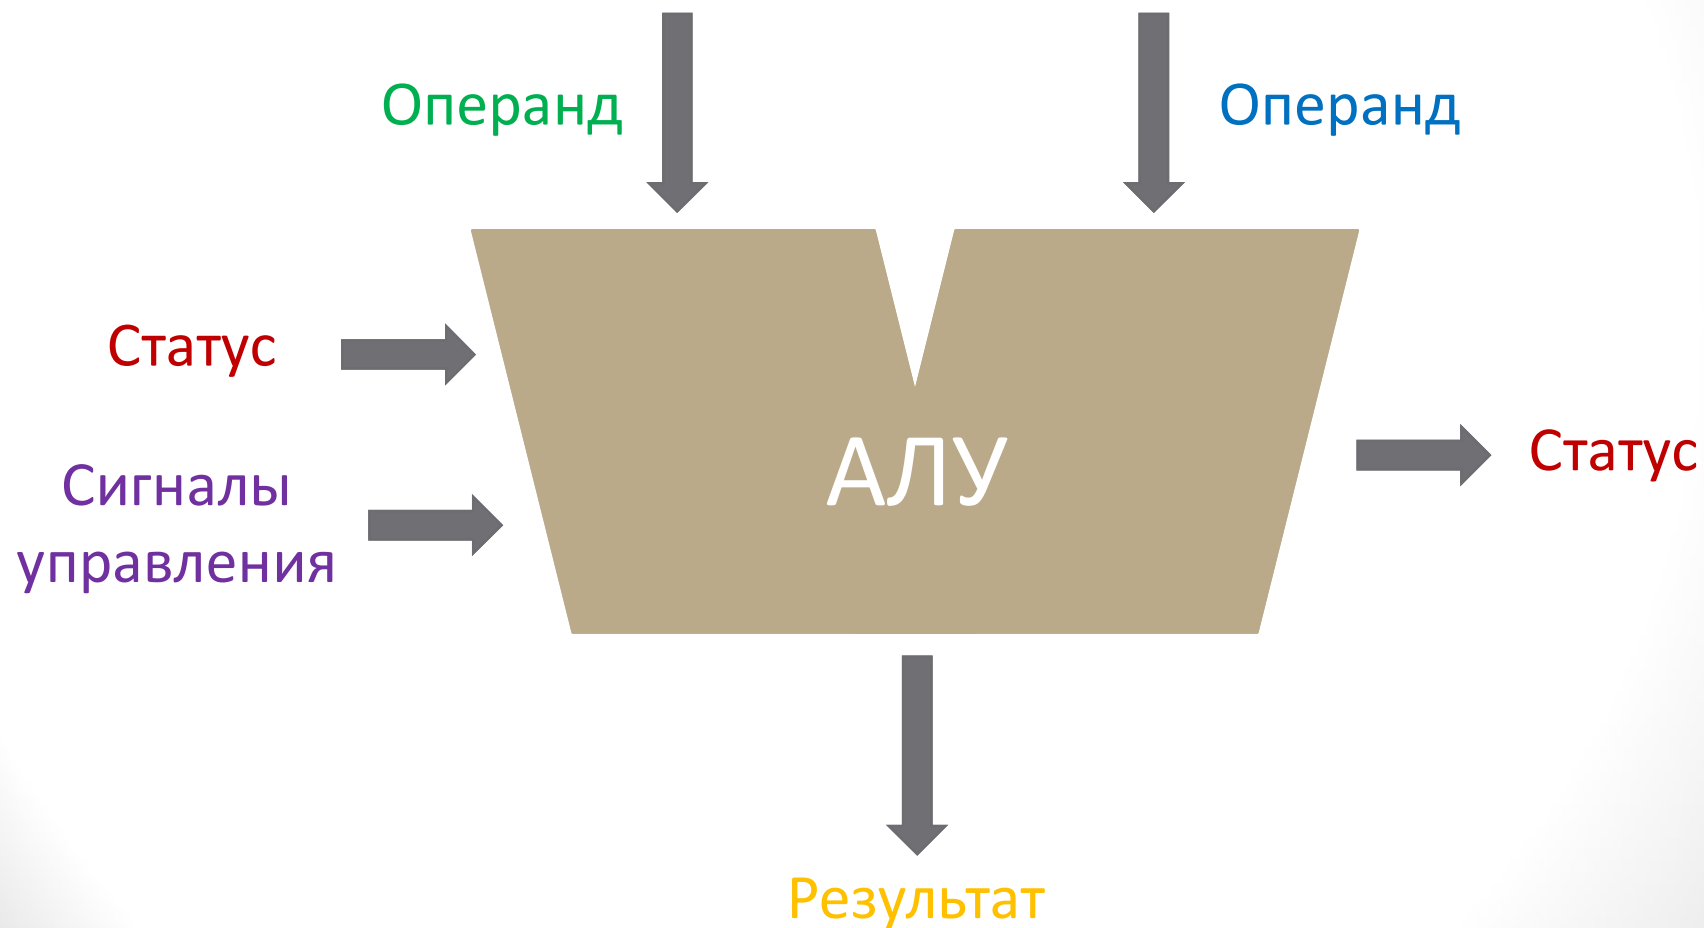 Операнд
Операнд
Статус
АЛУ
Статус
Сигналы
управления
Результат